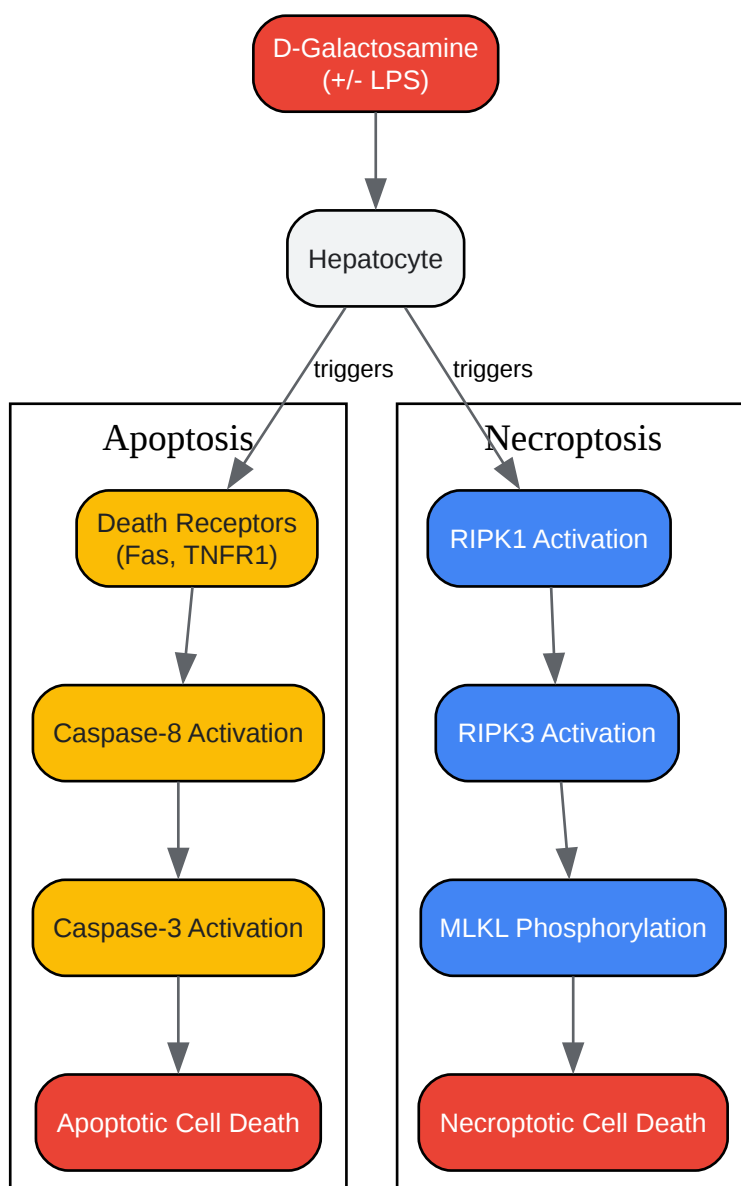 D-Galactosamine
(+/- LPS)
Hepatocyte
triggers
triggers
Apoptosis
Death Receptors
(Fas, TNFR1)
Caspase-8 Activation
Caspase-3 Activation
Apoptotic Cell Death
Necroptosis
RIPK1 Activation
RIPK3 Activation
MLKL Phosphorylation
Necroptotic Cell Death